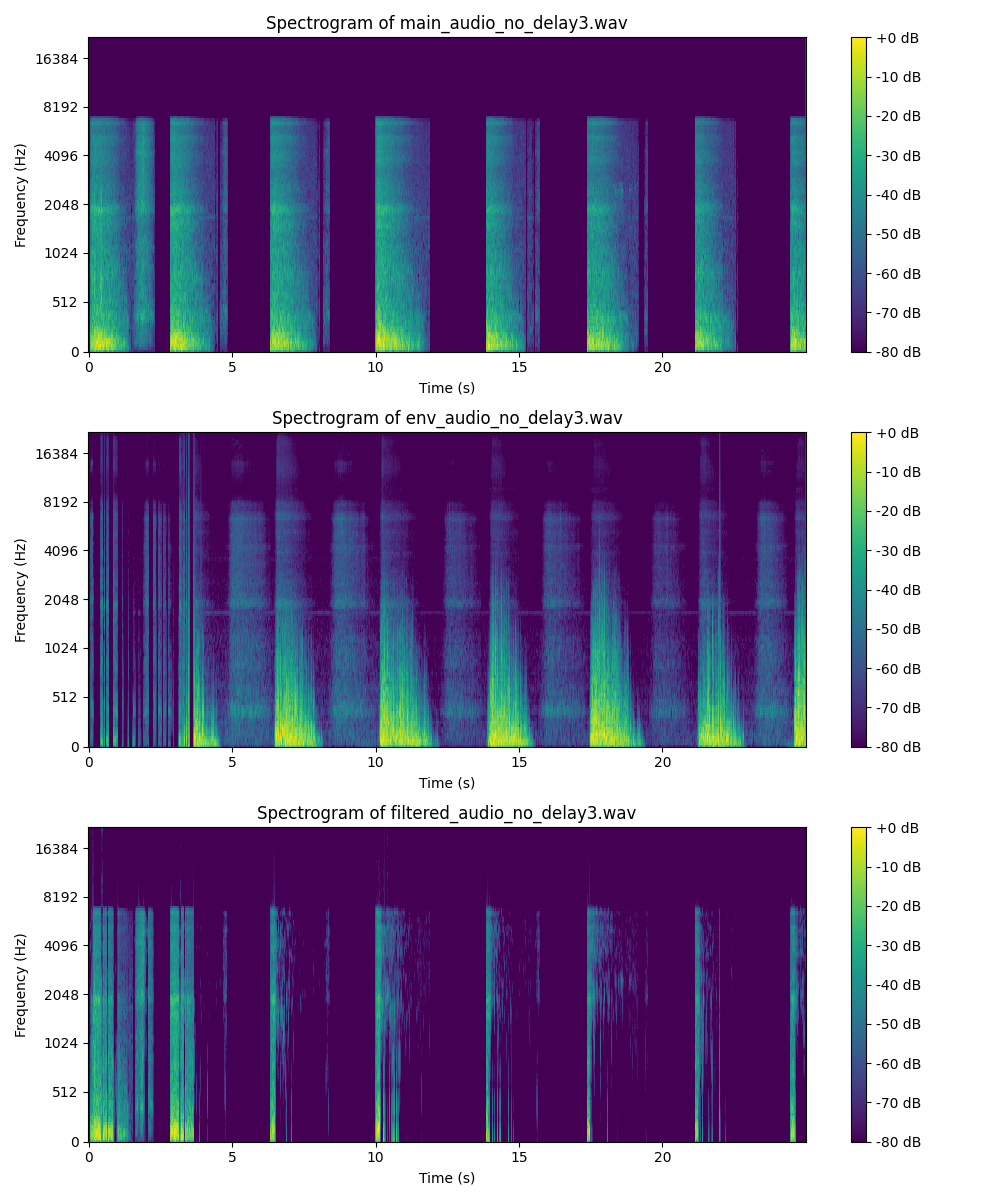 Spectrogram of main_audio_no_delay3.wav
16384
8192
4096
2048
1024
512
0
Frequency (Hz)
0 5 10 15 20
Time (s)
+0 dB
-10 dB
-20 dB
-30 dB
-40 dB
-50 dB
-60 dB
-70 dB
-80 dB
Spectrogram of env_audio_no_delay3.wav
16384
8192
4096
2048
1024
512
0
Frequency (Hz)
0 5 10 15 20
Time (s)
+0 dB
-10 dB
-20 dB
-30 dB
-40 dB
-50 dB
-60 dB
-70 dB
-80 dB
Spectrogram of filtered_audio_no_delay3.wav
16384
8192
4096
2048
1024
512
0
Frequency (Hz)
0 5 10 15 20
Time (s)
+0 dB
-10 dB
-20 dB
-30 dB
-40 dB
-50 dB
-60 dB
-70 dB
-80 dB